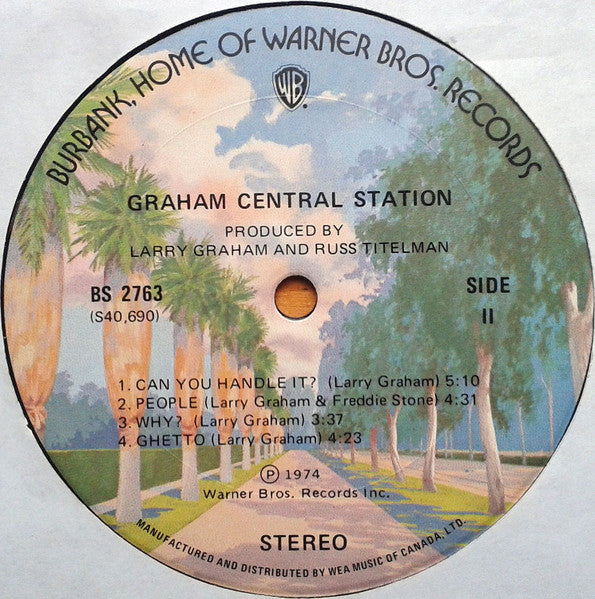 BURBANK, HOME OF WARNER BROS. RECORDS
WB
GRAHAM CENTRAL STATION
PRODUCED BY
LARRY GRAHAM AND RUSS TITELMAN
BS 2763
(S40,690)
SIDE
II
1. CAN YOU HANDLE IT? (Larry Graham) 5:10
2. PEOPLE (Larry Graham & Freddie Stone) 4:31
3. WHY? (Larry Graham) 3:37
4. GHETTO (Larry Graham) 4:23
Ⓟ 1974
Warner Bros. Records Inc.
STEREO
MANUFACTURED AND DISTRIBUTED BY WEA MUSIC OF CANADA, LTD.